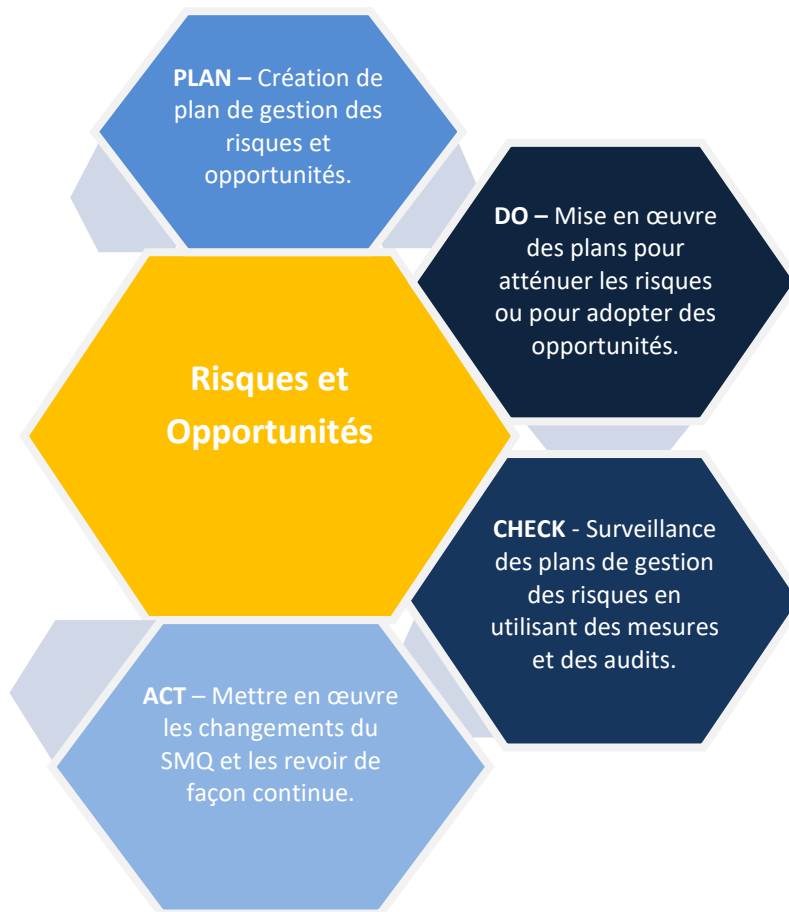 PLAN – Création de
plan de gestion des
risques et
opportunités.
DO – Mise en œuvre
des plans pour
atténuer les risques
ou pour adopter des
opportunités.
Risques et
Opportunités
CHECK - Surveillance
des plans de gestion
des risques en
utilisant des mesures
et des audits.
ACT – Mettre en œuvre
les changements du
SMQ et les revoir de
façon continue.